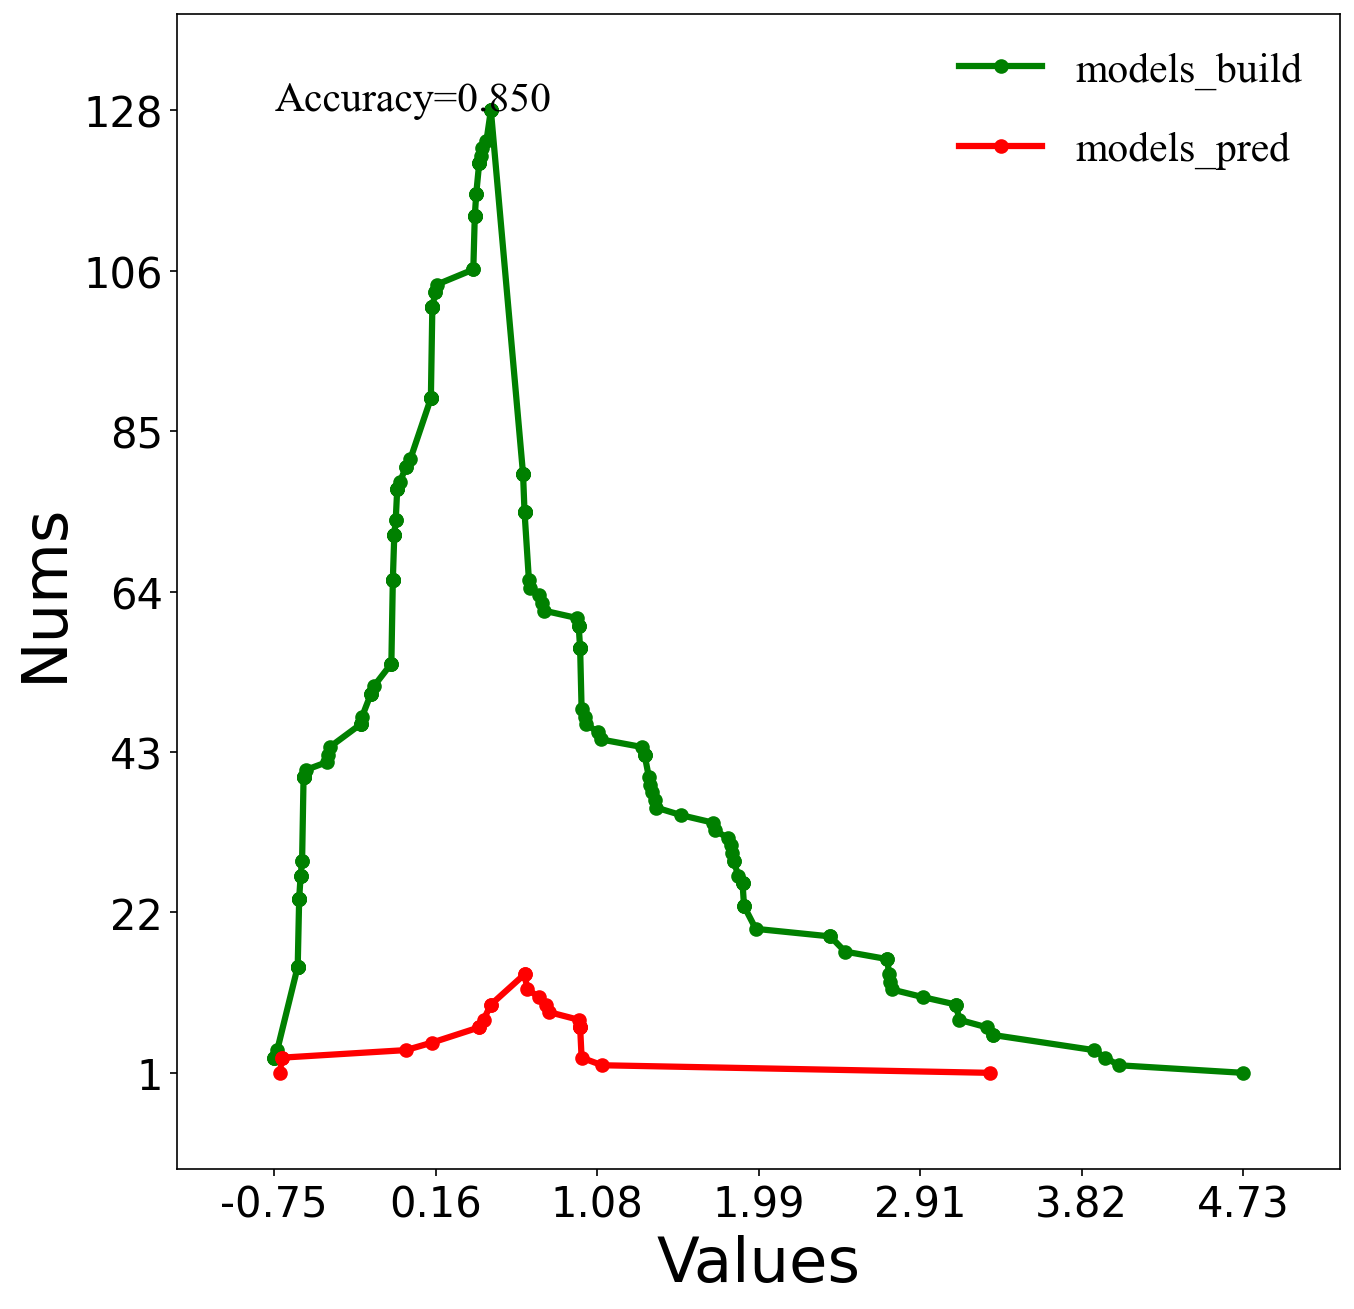 Accuracy=0.850
models_build
models_pred
128
106
85
64
43
22
1
Nums
-0.75 0.16 1.08 1.99 2.91 3.82 4.73
Values